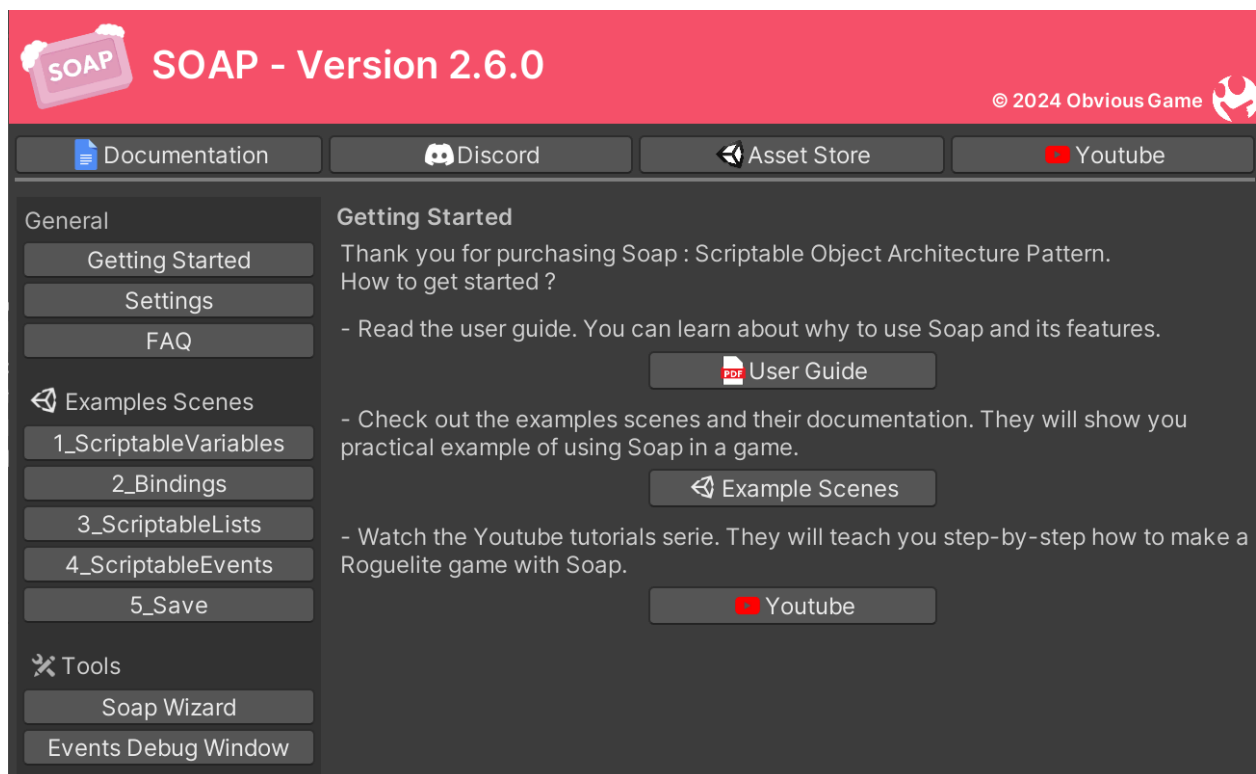 SOAP
SOAP - Version 2.6.0
© 2024 Obvious Game
Documentation
Discord
Asset Store
Youtube
General
Getting Started
Settings
FAQ
Examples Scenes
1_ScriptableVariables
2_Bindings
3_ScriptableLists
4_ScriptableEvents
5_Save
Tools
Soap Wizard
Events Debug Window
Getting Started
Thank you for purchasing Soap : Scriptable Object Architecture Pattern.
How to get started ?
- Read the user guide. You can learn about why to use Soap and its features.
PDF User Guide
- Check out the examples scenes and their documentation. They will show you
practical example of using Soap in a game.
Example Scenes
- Watch the Youtube tutorials serie. They will teach you step-by-step how to make a
Roguelite game with Soap.
Youtube